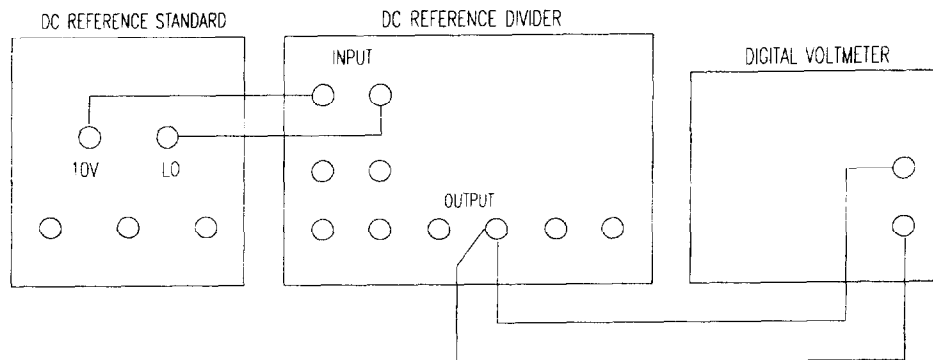 DC REFERENCE STANDARD
DC REFERENCE DIVIDER
DIGITAL VOLTMETER
INPUT
10V
LO
OUTPUT